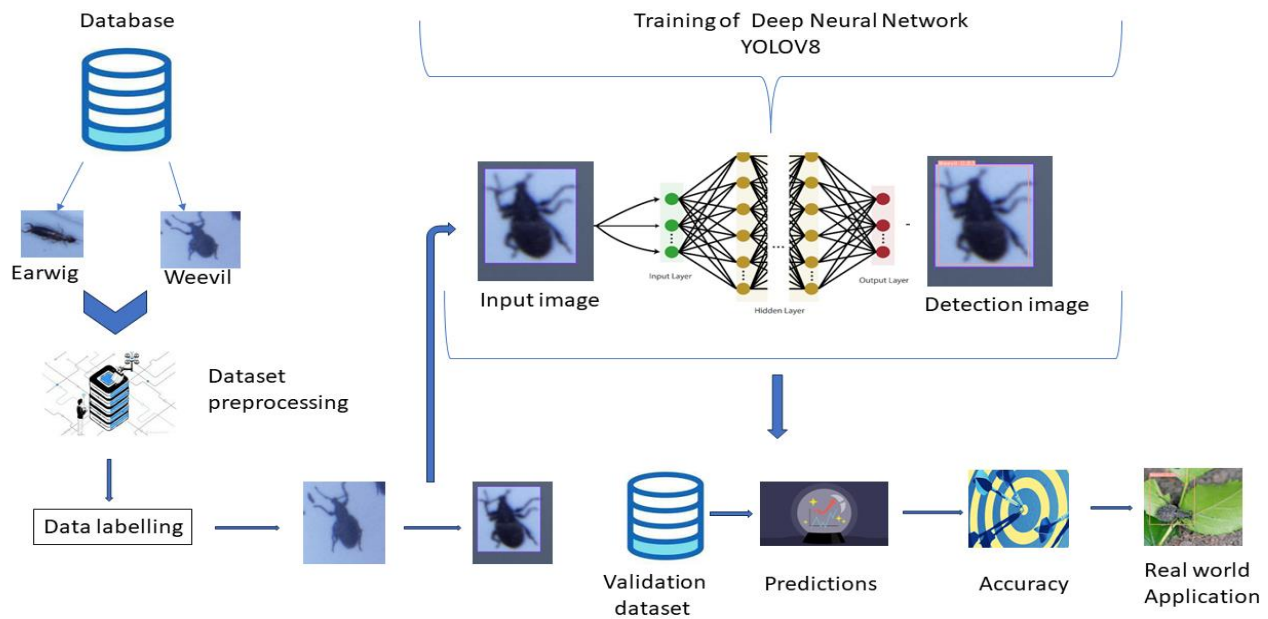 Database
Training of Deep Neural Network
YOLOV8
Earwig
Weevil
Input image
Input Layer
Hidden Layer
Output Layer
Detection image
Dataset
preprocessing
Data labelling
Validation
dataset
Predictions
Accuracy
Real world
Application